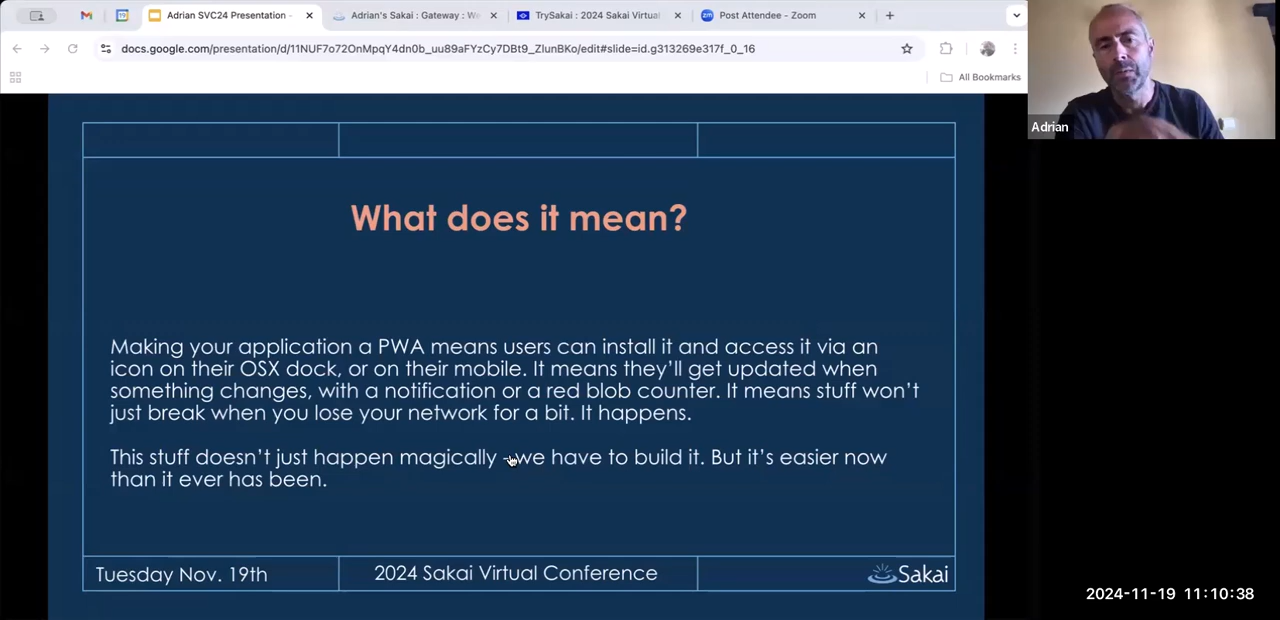 Adrian SVC24 Presentation -
Adrian's Sakai : Gateway : We
TrySakai : 2024 Sakai Virtual
Post Attendee - Zoom
docs.google.com/presentation/d/11NUF7o72OnMpqY4dn0b_uu89aFYzCy7DBt9_ZlunBKo/edit#slide=id.g313269e317f_0_16
All Bookmarks
Adrian
What does it mean?
Making your application a PWA means users can install it and access it via an
icon on their OSX dock, or on their mobile. It means they'll get updated when
something changes, with a notification or a red blob counter. It means stuff won't
just break when you lose your network for a bit. It happens.
This stuff doesn't just happen magically - we have to build it. But it's easier now
than it ever has been.
Tuesday Nov. 19th
2024 Sakai Virtual Conference
Sakai
2024-11-19 11:10:38